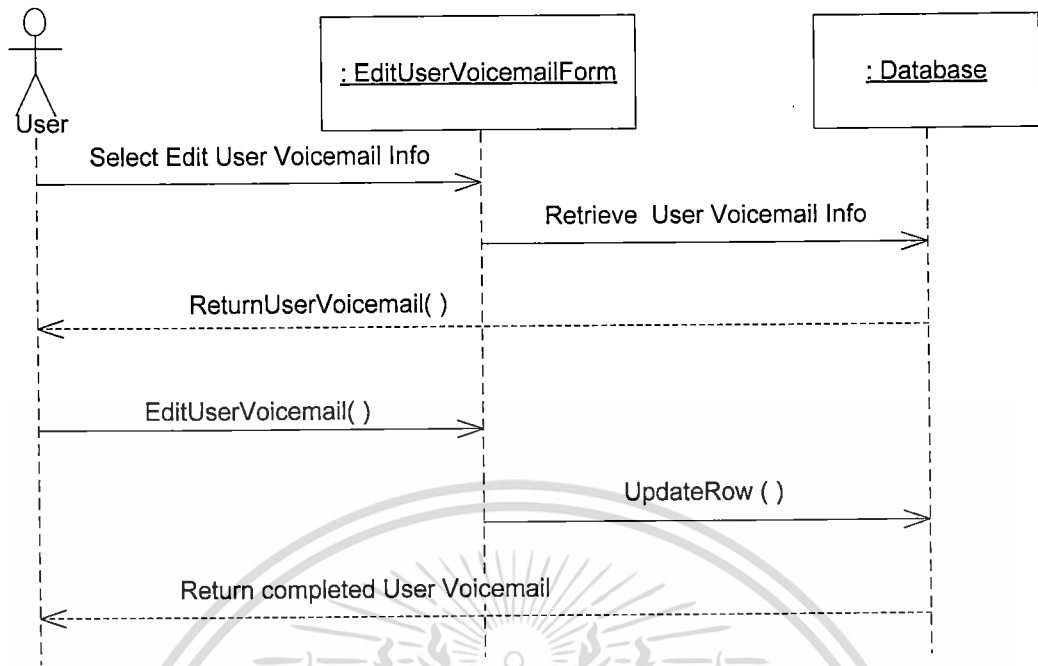 : EditUserVoicemailForm
: Database
User
Select Edit User Voicemail Info
Retrieve User Voicemail Info
ReturnUserVoicemail( )
EditUserVoicemail( )
UpdateRow ( )
Return completed User Voicemail